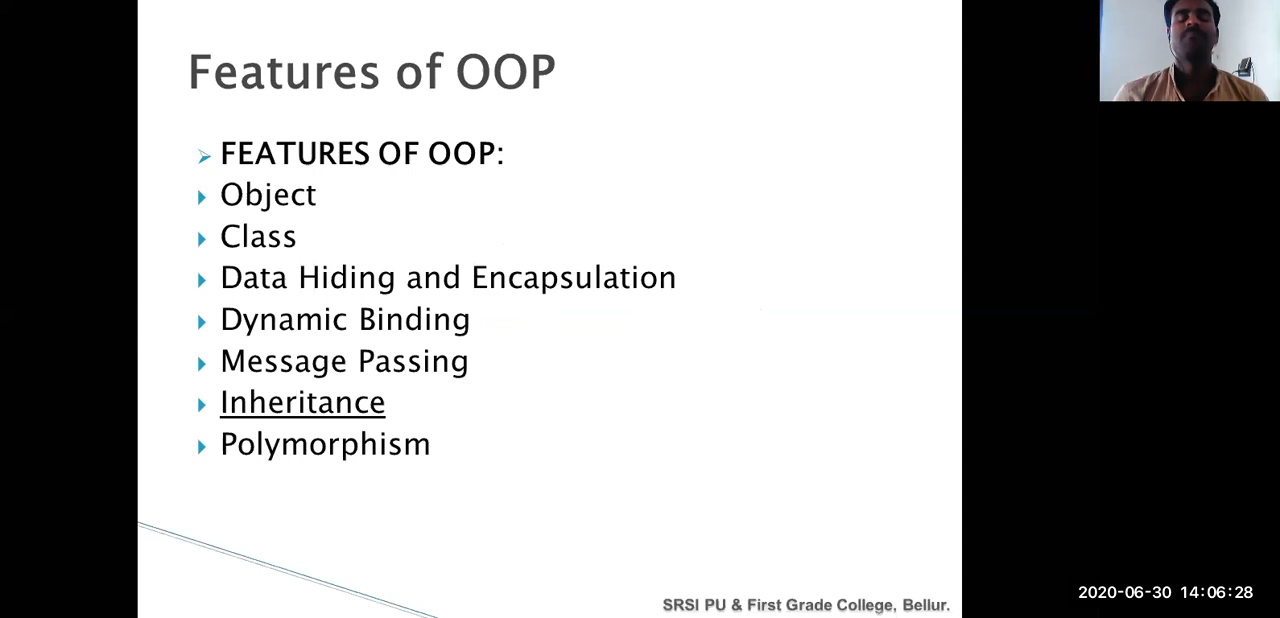 Features of OOP
FEATURES OF OOP:
Object
Class
Data Hiding and Encapsulation
Dynamic Binding
Message Passing
Inheritance
Polymorphism
SRSI PU & First Grade College, Bellur.
2020-06-30 14:06:28